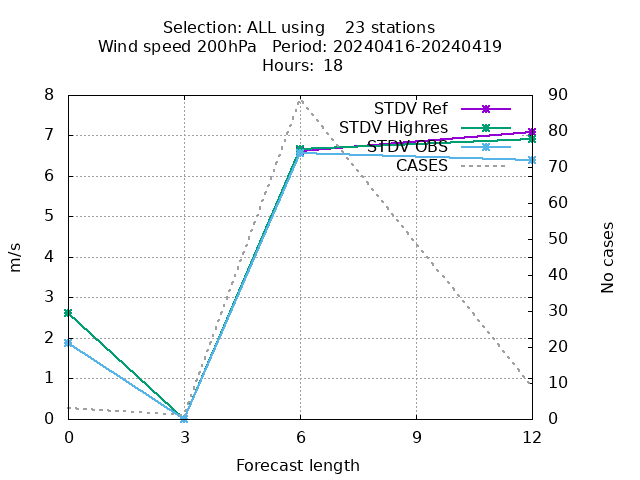 Selection: ALL using    23 stations
Wind speed 200hPa   Period: 20240416-20240419
Hours: 18
STDV Ref
STDV Highres
STDV OBS
CASES
8
7
6
5
4
3
2
1
0
90
80
70
60
50
40
30
20
10
0
m/s
No cases
0 3 6 9 12
Forecast length